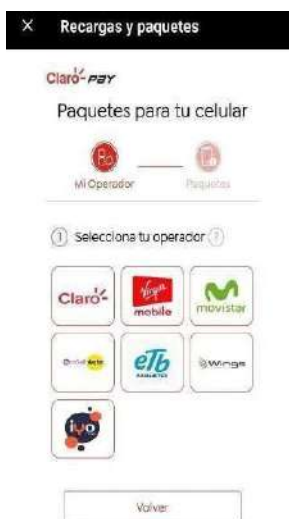 × Recargas y paquetes
Claro-pay
Paquetes para tu celular
Mi Operador Paquetes
1 Selecciona tu operador ?
Claro- Virgin mobile movistar
eTb Wings
iyo
Volver